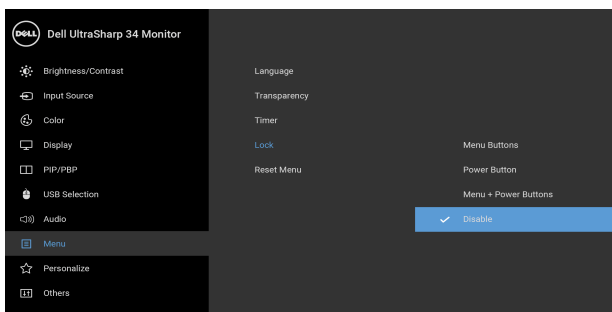 DELL Dell UltraSharp 34 Monitor
Brightness/Contrast
Language
Input Source
Transparency
Color
Timer
Display
Lock
Menu Buttons
PIP/PBP
Reset Menu
Power Button
USB Selection
Menu + Power Buttons
Audio
Disable
Menu
Personalize
Others